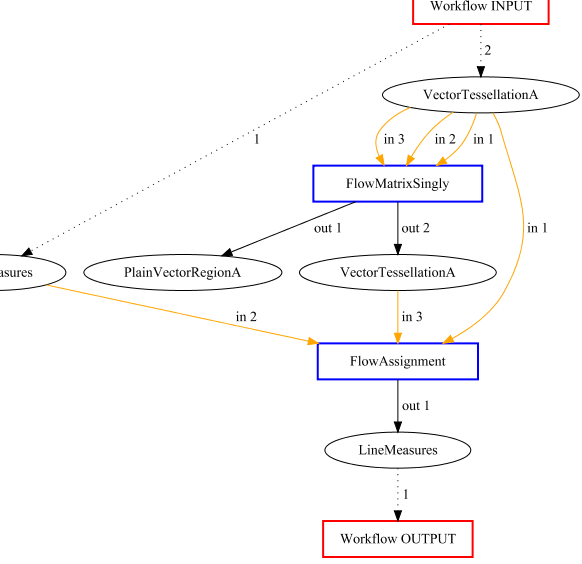 Workflow INPUT
2
VectorTessellationA
1
in 3
in 2
in 1
FlowMatrixSingly
out 1
out 2
in 1
asures
PlainVectorRegionA
VectorTessellationA
in 2
in 3
FlowAssignment
out 1
LineMeasures
1
Workflow OUTPUT